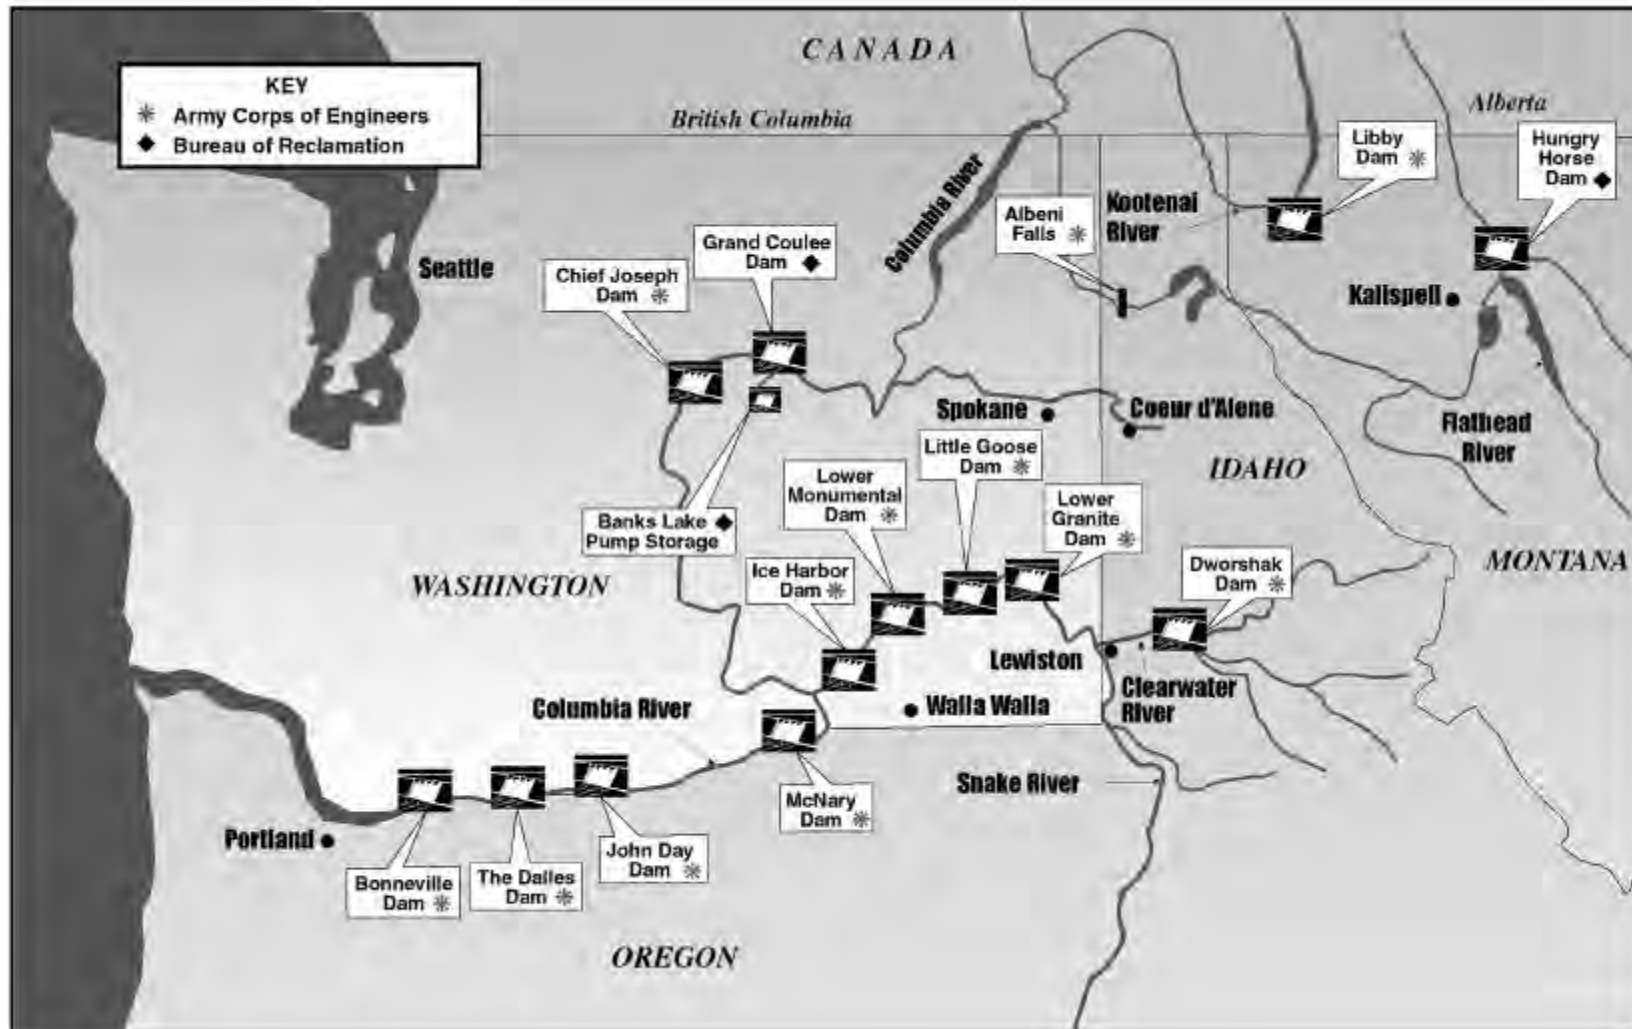 CANADA
KEY
✳ Army Corps of Engineers
◆ Bureau of Reclamation
British Columbia
Alberta
Libby
Dam ✳
Hungry
Horse
Dam ◆
Columbia River
Kootenai
River
Albeni
Falls ✳
Grand Coulee
Dam ◆
Chief Joseph
Dam ✳
Seattle
Kalispell
Spokane
Coeur d'Alene
Flathead
River
Little Goose
Dam ✳
IDAHO
Lower
Monumental
Dam ✳
Lower
Granite
Dam ✳
Banks Lake ◆
Pump Storage
WASHINGTON
Ice Harbor
Dam ✳
Dworshak
Dam ✳
MONTANA
Lewiston
Clearwater
River
Columbia River
Walla Walla
Snake River
McNary
Dam ✳
Portland
John Day
Dam ✳
Bonneville
Dam ✳
The Dalles
Dam ✳
OREGON